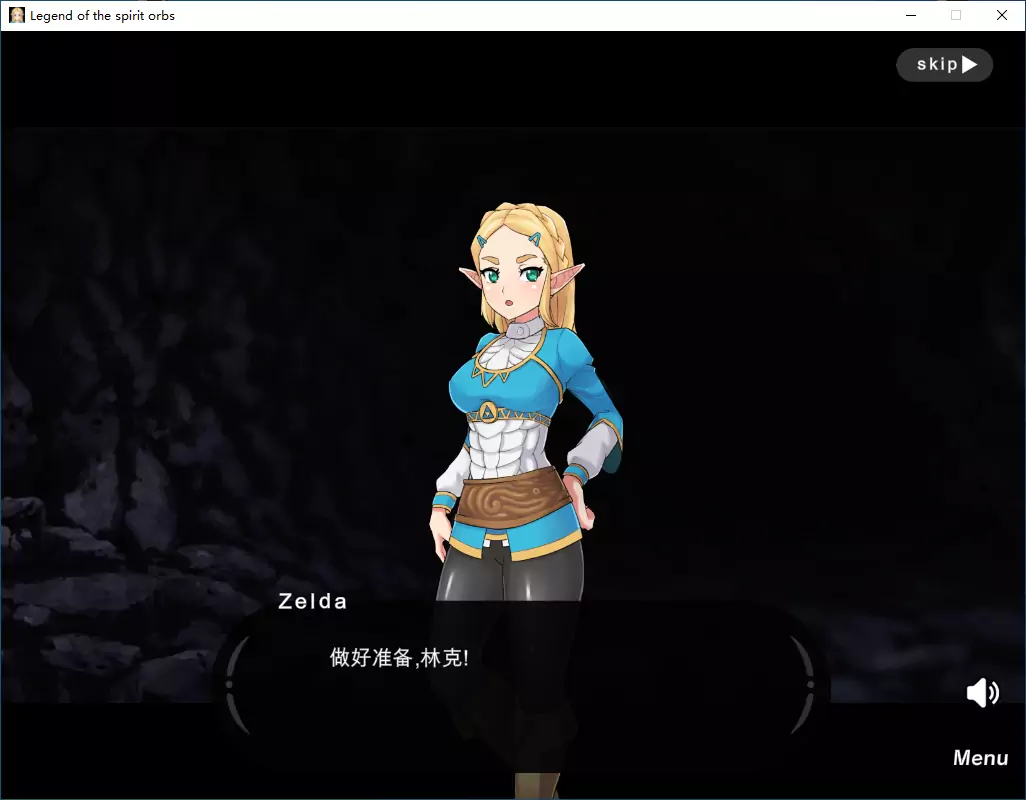 Legend of the spirit orbs
skip
Zelda
做好准备,林克!
Menu